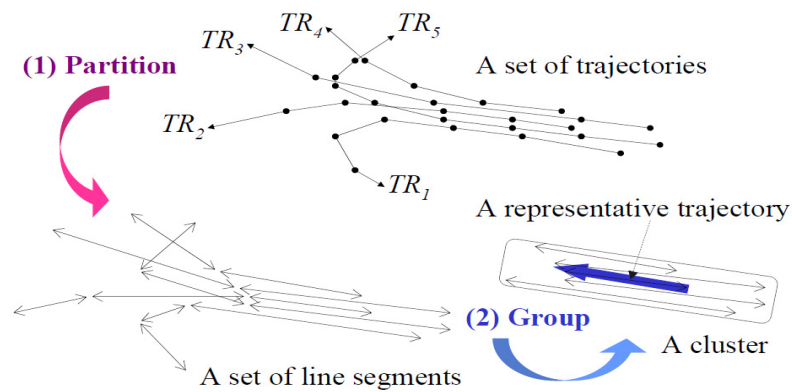 TR4
TR5
TR3
(1) Partition
A set of trajectories
TR2
TR1
A representative trajectory
(2) Group
A cluster
A set of line segments